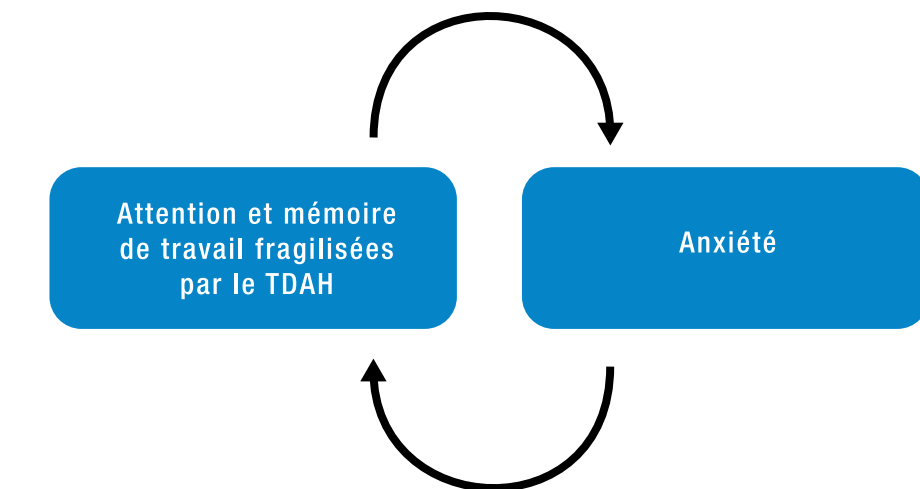 Attention et mémoire
de travail fragilisées
par le TDAH
Anxiété